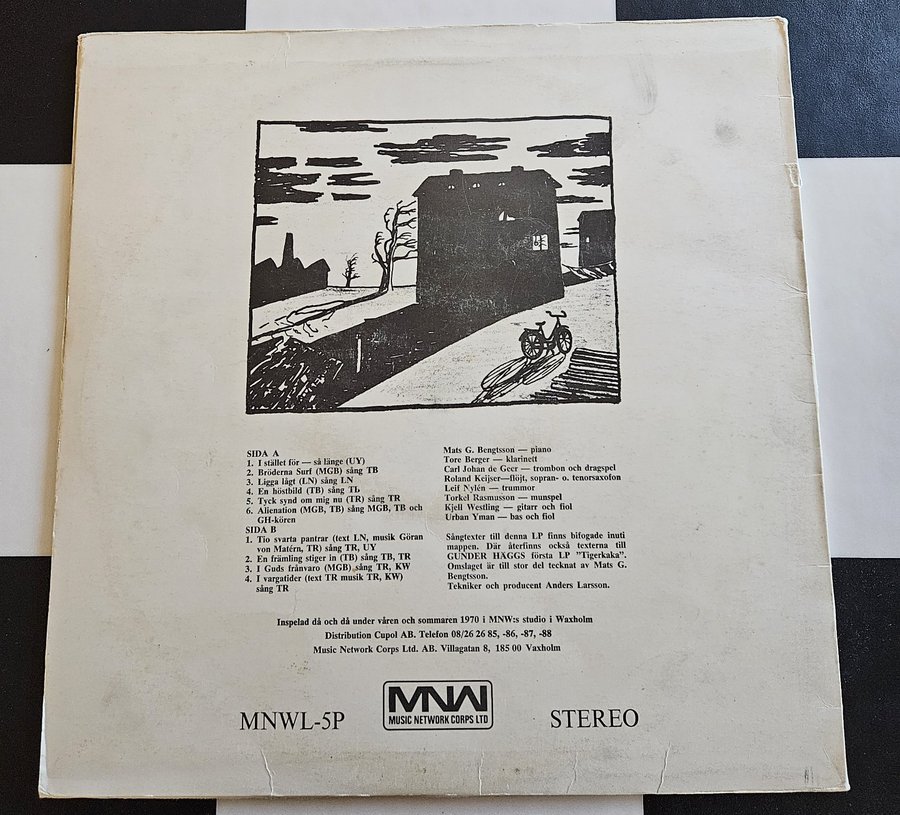 SIDA A
1. I stället för — så länge (UY)
2. Bröderna Surf (MGB) sång TB
3. Ligga lågt (LN) sång LN
4. En höstbild (TB) sång TB
5. Tyck synd om mig nu (TR) sång TR
6. Alienation (MGB, TB) sång MGB, TB och
GH-kören
SIDA B
1. Tio svarta pantrar (text LN, musik Göran
von Matérn, TR) sång TR, UY
2. En främling stiger in (TB) sång TB, TR
3. I Guds frånvaro (MGB) sång TR, KW
4. I vargatider (text TR musik TR, KW)
sång TR
Mats G. Bengtsson — piano
Tore Berger — klarinett
Carl Johan de Geer — trombon och dragspel
Roland Keijser—flöjt, sopran- o. tenorsaxofon
Leif Nylén — trummor
Torkel Rasmusson — munspel
Kjell Westling — gitarr och fiol
Urban Yman — bas och fiol
Sångtexter till denna LP finns bifogade inuti
mappen. Där återfinns också texterna till
GUNDER HAGGS första LP "Tigerkaka".
Omslaget är till stor del tecknat av Mats G.
Bengtsson.
Tekniker och producent Anders Larsson.
Inspelad då och då under våren och sommaren 1970 i MNW:s studio i Waxholm
Distribution Cupol AB. Telefon 08/26 26 85, -86, -87, -88
Music Network Corps Ltd. AB. Villagatan 8, 185 00 Vaxholm
MNWL-5P
MNW
MUSIC NETWORK CORPS LTD
STEREO